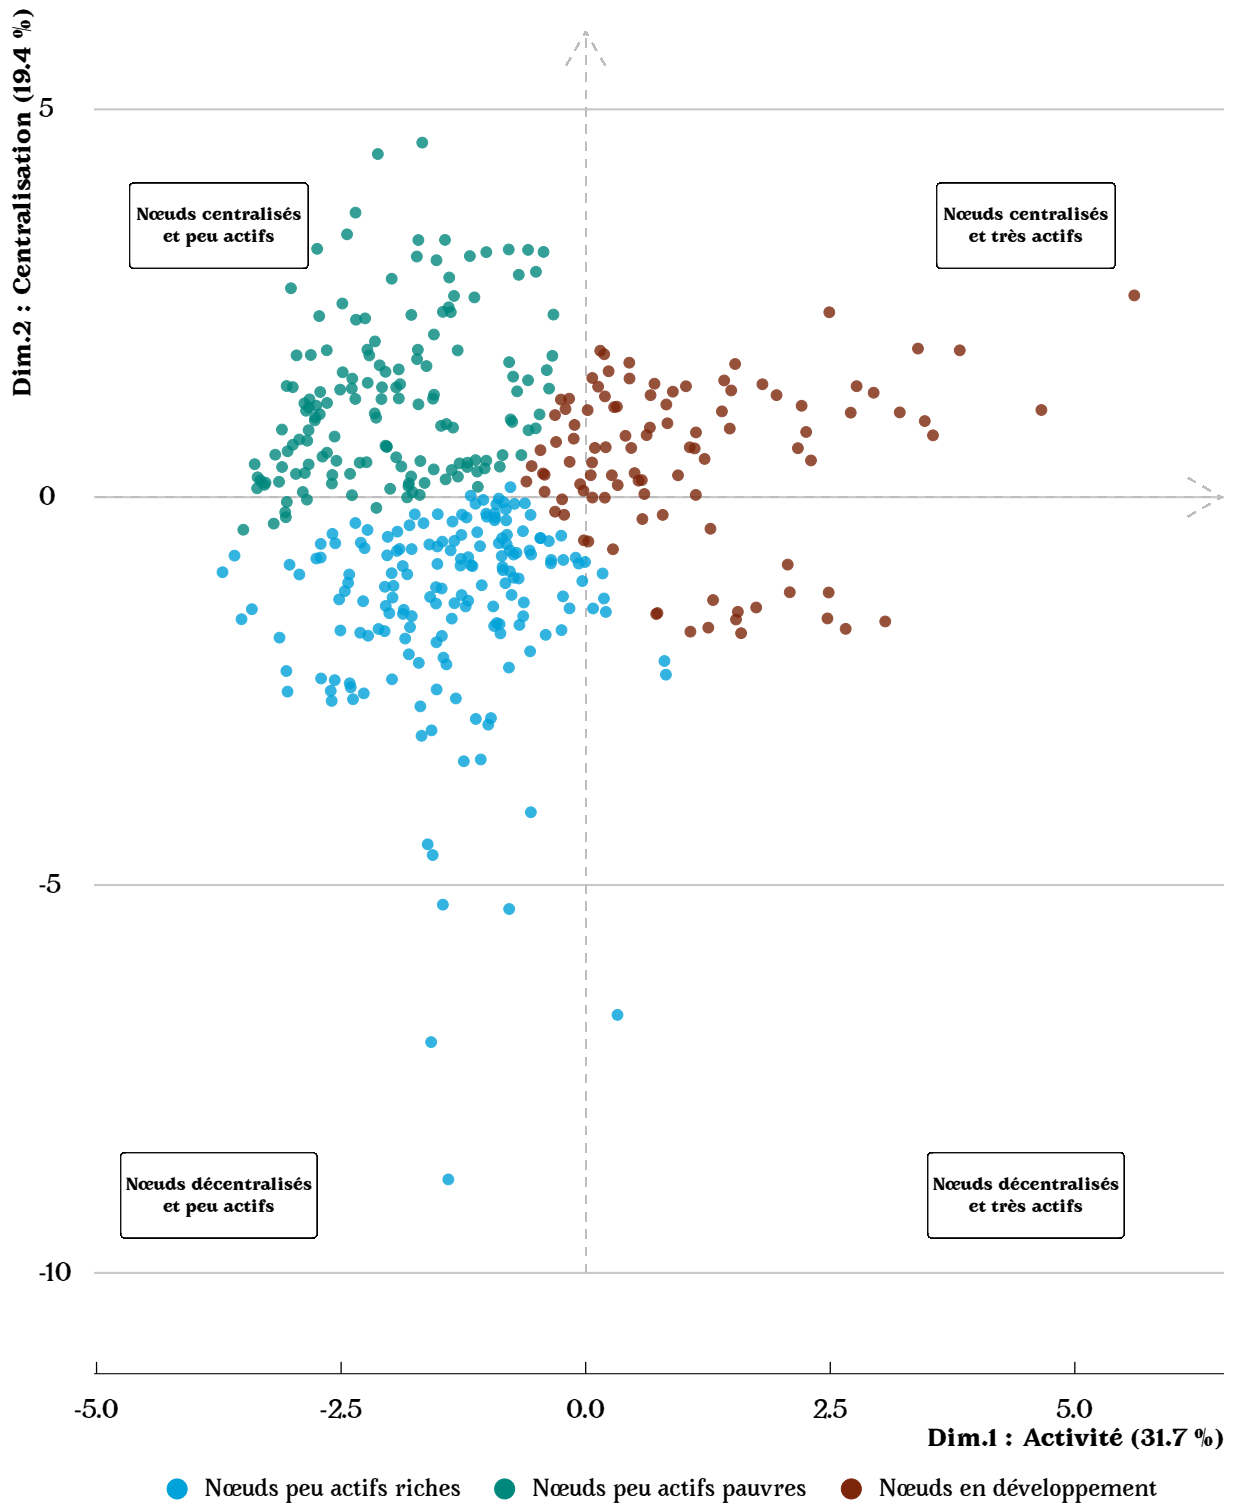 Dim.2 : Centralisation (19.4 %)
5
0
-5
-10
Nœuds centralisés
et peu actifs
Nœuds centralisés
et très actifs
Nœuds décentralisés
et peu actifs
Nœuds décentralisés
et très actifs
-5.0
-2.5
0.0
2.5
5.0
Dim.1 : Activité (31.7 %)
Nœuds peu actifs riches
Nœuds peu actifs pauvres
Nœuds en développement